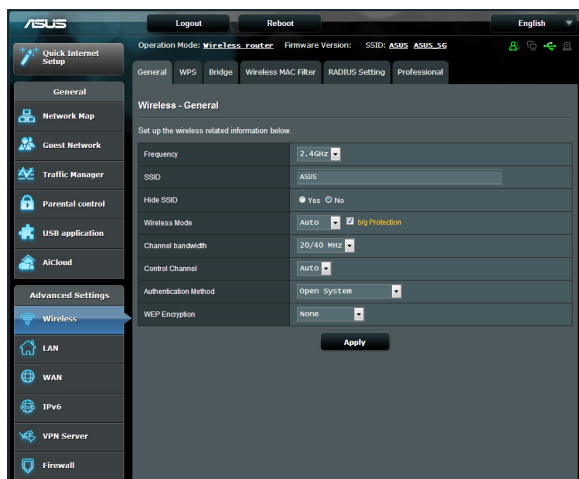 ASUS
Logout
Reboot
English
Quick Internet Setup
Operation Mode: Wireless router Firmware Version: SSID: ASUS ASUS_5G
General WPS Bridge Wireless MAC Filter RADIUS Setting Professional
General
Network Map
Guest Network
Traffic Manager
Parental control
USB application
AiCloud
Advanced Settings
Wireless
LAN
WAN
IPv6
VPN Server
Firewall
Wireless - General
Set up the wireless related information below.
Frequency 2.4GHz
SSID ASUS
Hide SSID Yes No
Wireless Mode Auto b/g Protection
Channel bandwidth 20/40 MHz
Control Channel Auto
Authentication Method Open System
WEP Encryption None
Apply